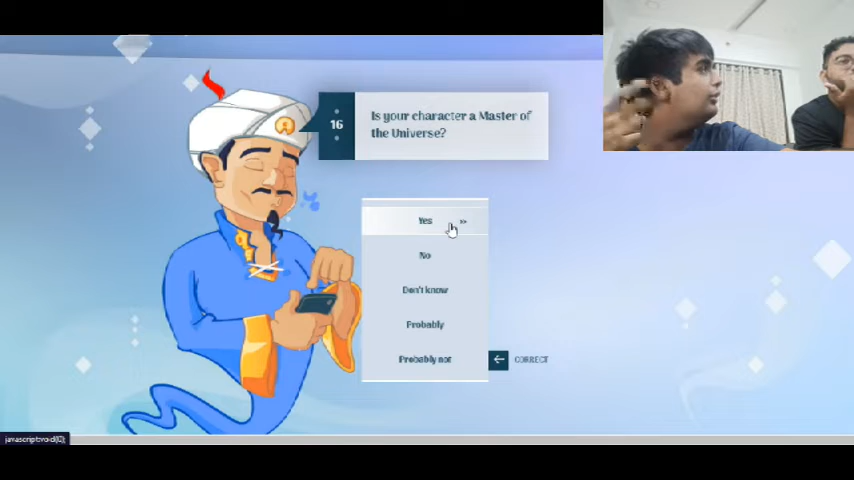 16
Is your character a Master of
the Universe?
Yes
No
Don't know
Probably
Probably not
CORRECT
javascript:void(0);